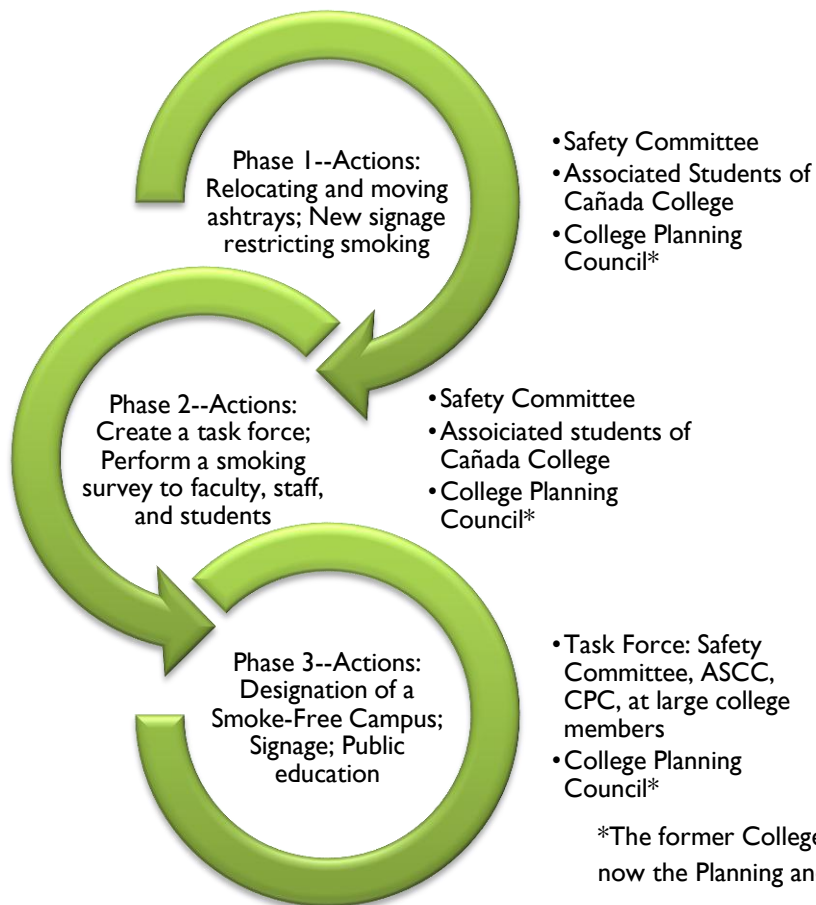 Phase 1--Actions:
Relocating and moving
ashtrays; New signage
restricting smoking
•Safety Committee
•Associated Students of
Cañada College
•College Planning
Council*
Phase 2--Actions:
Create a task force;
Perform a smoking
survey to faculty, staff,
and students
•Safety Committee
•Assoiciated students of
Cañada College
•College Planning
Council*
Phase 3--Actions:
Designation of a
Smoke-Free Campus;
Signage; Public
education
•Task Force: Safety
Committee, ASCC,
CPC, at large college
members
•College Planning
Council*
*The former College
now the Planning an